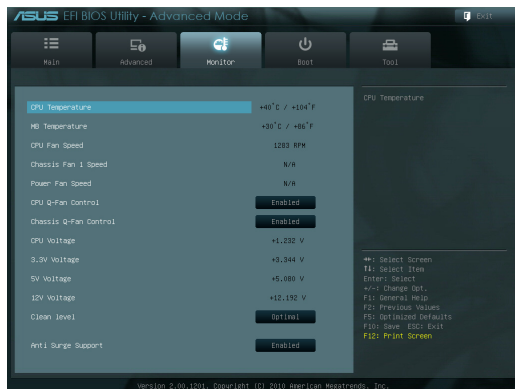 ASUS EFI BIOS Utility - Advanced Mode
Exit
Main
Advanced
Monitor
Boot
Tool
CPU Temperature +40°C / +104°F
MB Temperature +30°C / +86°F
CPU Fan Speed 1283 RPM
Chassis Fan 1 Speed N/A
Power Fan Speed N/A
CPU Q-Fan Control Enabled
Chassis Q-Fan Control Enabled
CPU Voltage +1.232 V
3.3V Voltage +3.344 V
5V Voltage +5.080 V
12V Voltage +12.192 V
Clean level Optimal
Anti Surge Support Enabled
CPU Temperature
→←: Select Screen
↑↓: Select Item
Enter: Select
+/-: Change Opt.
F1: General Help
F2: Previous Values
F5: Optimized Defaults
F10: Save ESC: Exit
F12: Print Screen
Version 2.00.1201. Copyright (C) 2010 American Megatrends, Inc.